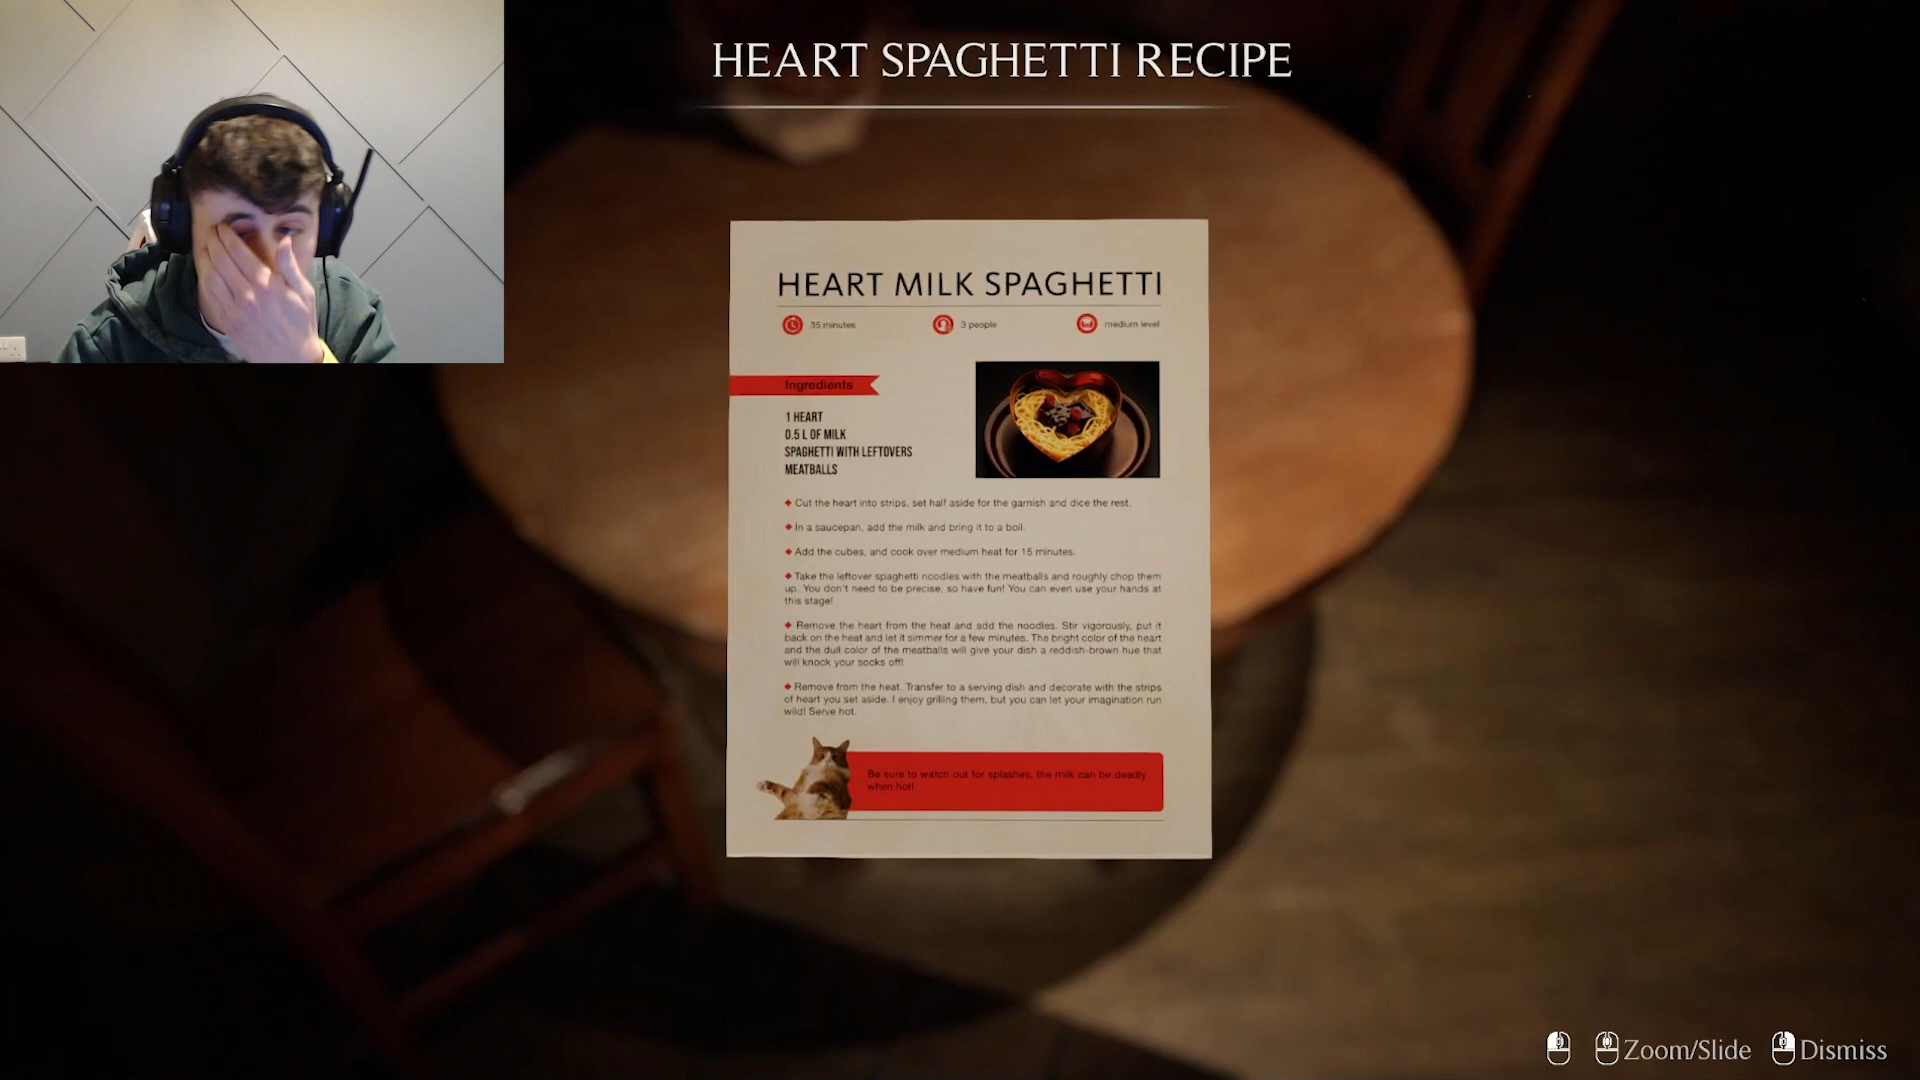 HEART SPAGHETTI RECIPE
HEART MILK SPAGHETTI
35 minutes
3 people
medium level
Ingredients
1 HEART
0.5 L OF MILK
SPAGHETTI WITH LEFTOVERS
MEATBALLS
Cut the heart into strips, set half aside for the garnish and dice the rest.
In a saucepan, add the milk and bring it to a boil.
Add the cubes, and cook over medium heat for 15 minutes.
Take the leftover spaghetti noodles with the meatballs and roughly chop them
up. You don't need to be precise, so have fun! You can even use your hands at
this stage!
Remove the heart from the heat and add the noodles. Stir vigorously, put it
back on the heat and let it simmer for a few minutes. The bright color of the heart
and the dull color of the meatballs will give your dish a reddish-brown hue that
will knock your socks off!
Remove from the heat. Transfer to a serving dish and decorate with the strips
of heart you set aside. I enjoy grilling them, but you can let your imagination run
wild! Serve hot.
Be sure to watch out for splashes, the milk can be deadly
when hot!
Zoom/Slide
Dismiss